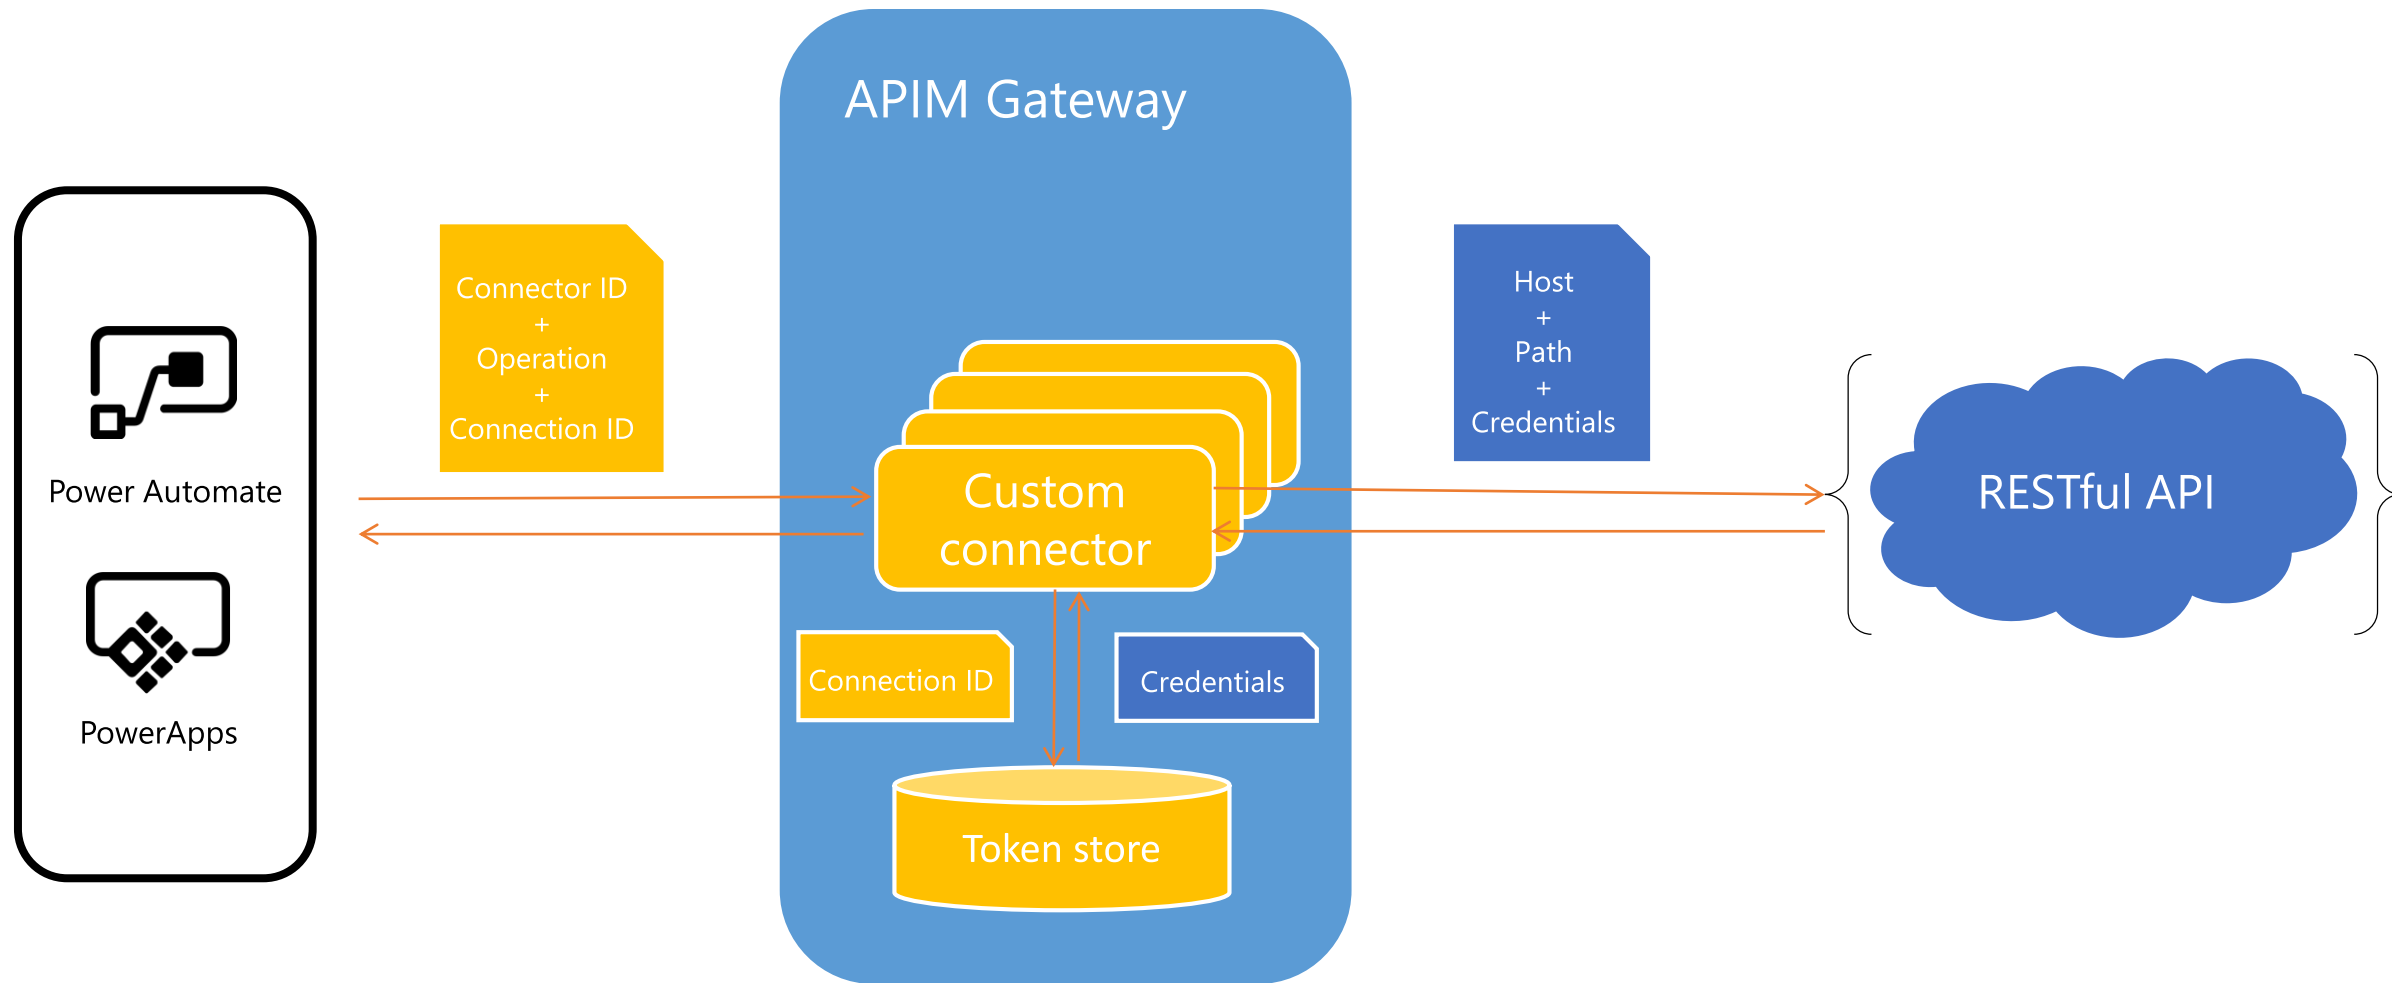 APIM Gateway
Power Automate
PowerApps
Connector ID
+
Operation
+
Connection ID
Custom
connector
Connection ID
Credentials
Token store
Host
+
Path
+
Credentials
RESTful API